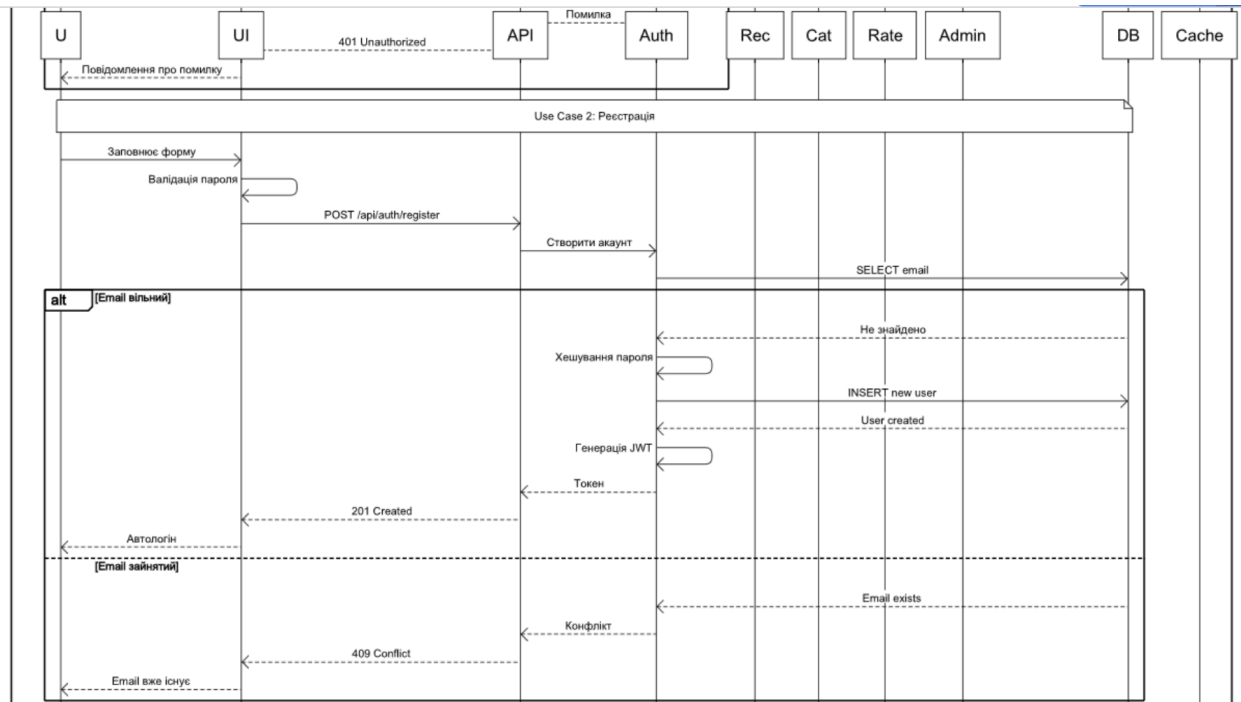 Помилка
U
UI
API
Auth
Rec
Cat
Rate
Admin
DB
Cache
401 Unauthorized
Повідомлення про помилку
Use Case 2: Реєстрація
Заповнює форму
Валідація пароля
POST /api/auth/register
Створити акаунт
SELECT email
alt
[Email вільний]
Не знайдено
Хешування пароля
INSERT new user
User created
Генерація JWT
Токен
201 Created
Автологін
[Email зайнятий]
Email exists
Конфлікт
409 Conflict
Email вже існує